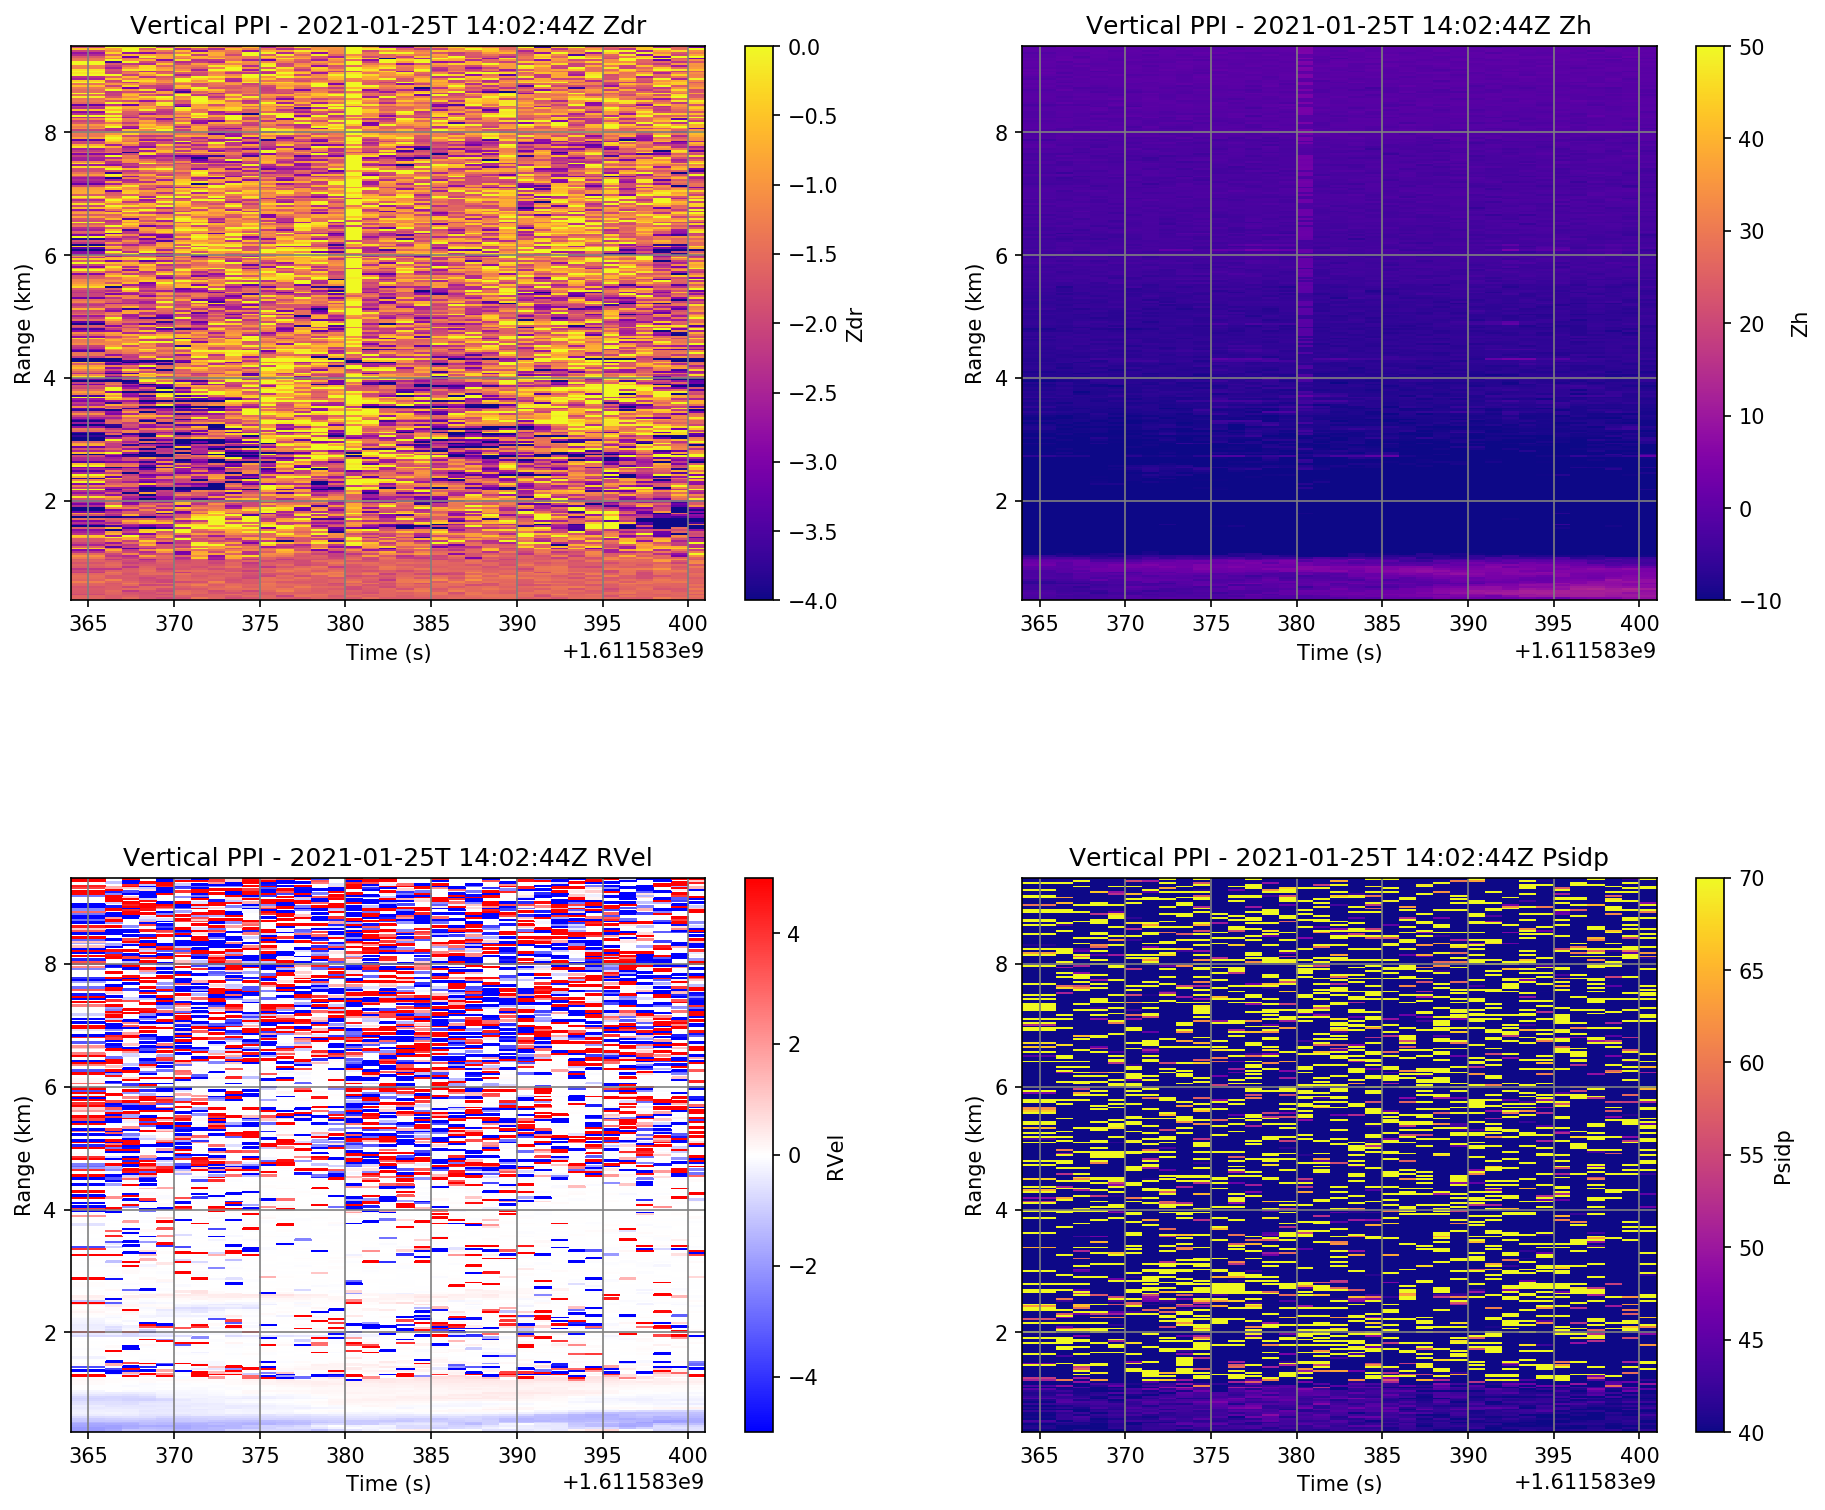 Vertical PPI - 2021-01-25T 14:02:44Z Zdr
Range (km)
8
6
4
2
365 370 375 380 385 390 395 400
Time (s)
+1.611583e9
0.0
−0.5
−1.0
−1.5
−2.0
−2.5
−3.0
−3.5
−4.0
Zdr
Vertical PPI - 2021-01-25T 14:02:44Z Zh
Range (km)
8
6
4
2
365 370 375 380 385 390 395 400
Time (s)
+1.611583e9
50
40
30
20
10
0
−10
Zh
Vertical PPI - 2021-01-25T 14:02:44Z RVel
Range (km)
8
6
4
2
365 370 375 380 385 390 395 400
Time (s)
+1.611583e9
4
2
0
−2
−4
RVel
Vertical PPI - 2021-01-25T 14:02:44Z Psidp
Range (km)
8
6
4
2
365 370 375 380 385 390 395 400
Time (s)
+1.611583e9
70
65
60
55
50
45
40
Psidp